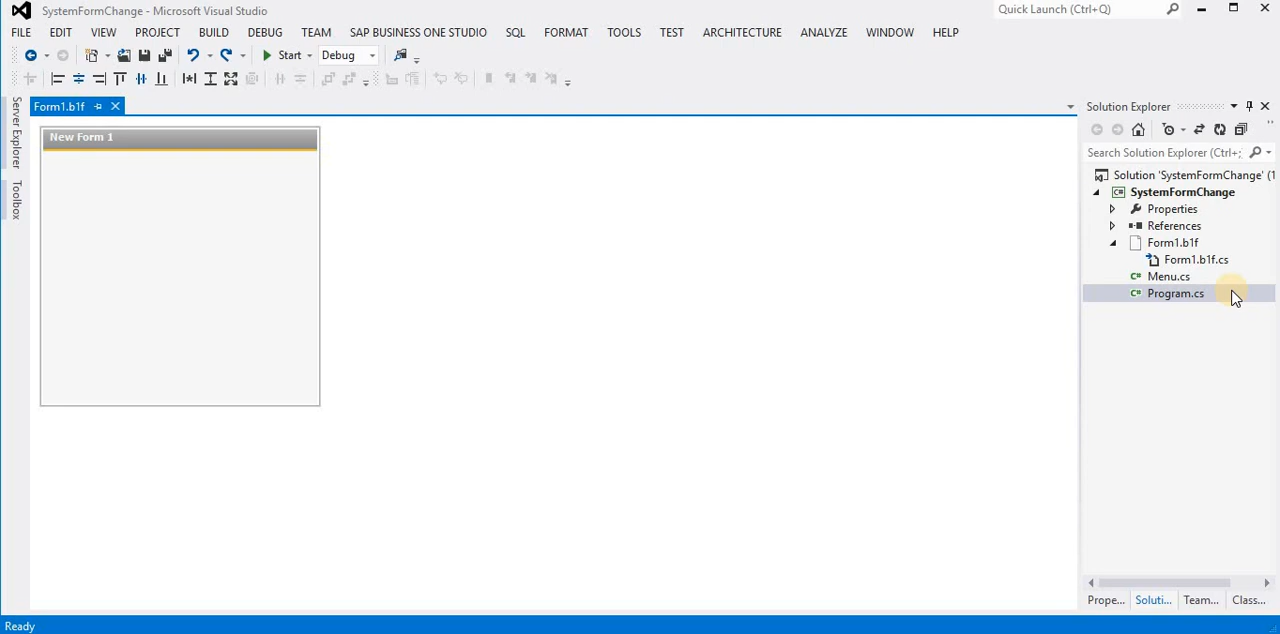 SystemFormChange - Microsoft Visual Studio
Quick Launch (Ctrl+Q)
FILE EDIT VIEW PROJECT BUILD DEBUG TEAM SAP BUSINESS ONE STUDIO SQL FORMAT TOOLS TEST ARCHITECTURE ANALYZE WINDOW HELP
Start Debug
Form1.b1f
Solution Explorer
Server Explorer
Toolbox
New Form 1
Search Solution Explorer (Ctrl+;
Solution 'SystemFormChange' (1
C# SystemFormChange
Properties
References
Form1.b1f
Form1.b1f.cs
C# Menu.cs
C# Program.cs
Prope... Soluti... Team... Class...
Ready